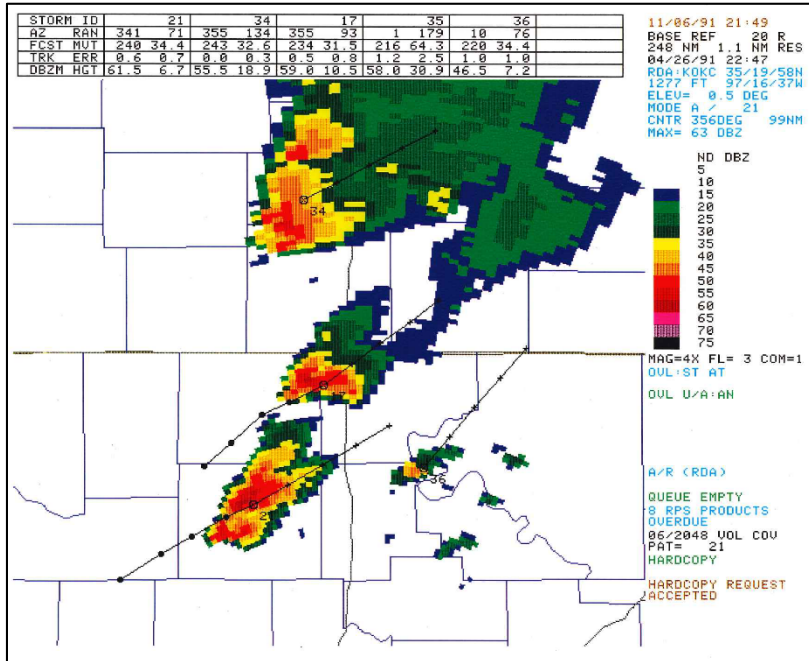 STORM ID 21 34 17 35 36
AZ RAN 341 71 355 134 355 93 1 179 10 76
FCST MVT 240 34.4 243 32.6 234 31.5 216 64.3 220 34.4
TRK ERR 0.6 0.7 0.0 0.3 0.5 0.8 1.2 2.5 1.0 1.0
DBZM HGT 61.5 6.7 55.5 18.9 59.0 10.5 58.0 30.9 46.5 7.2
11/06/91 21:49
BASE REF 20 R
248 NM 1.1 NM RES
04/26/91 22:47
RDA:KOKC 35/19/58N
1277 FT 97/16/37W
ELEV= 0.5 DEG
MODE A / 21
CNTR 356DEG 99NM
MAX= 63 DBZ
ND DBZ
5
10
15
20
25
30
35
40
45
50
55
60
65
70
75
MAG=4X FL= 3 COM=1
OVL:ST AT
OVL U/A:AN
A/R (RDA)
QUEUE EMPTY
8 RPS PRODUCTS
OVERDUE
06/2048 VOL COV
PAT= 21
HARDCOPY
HARDCOPY REQUEST
ACCEPTED
34
17
36
21